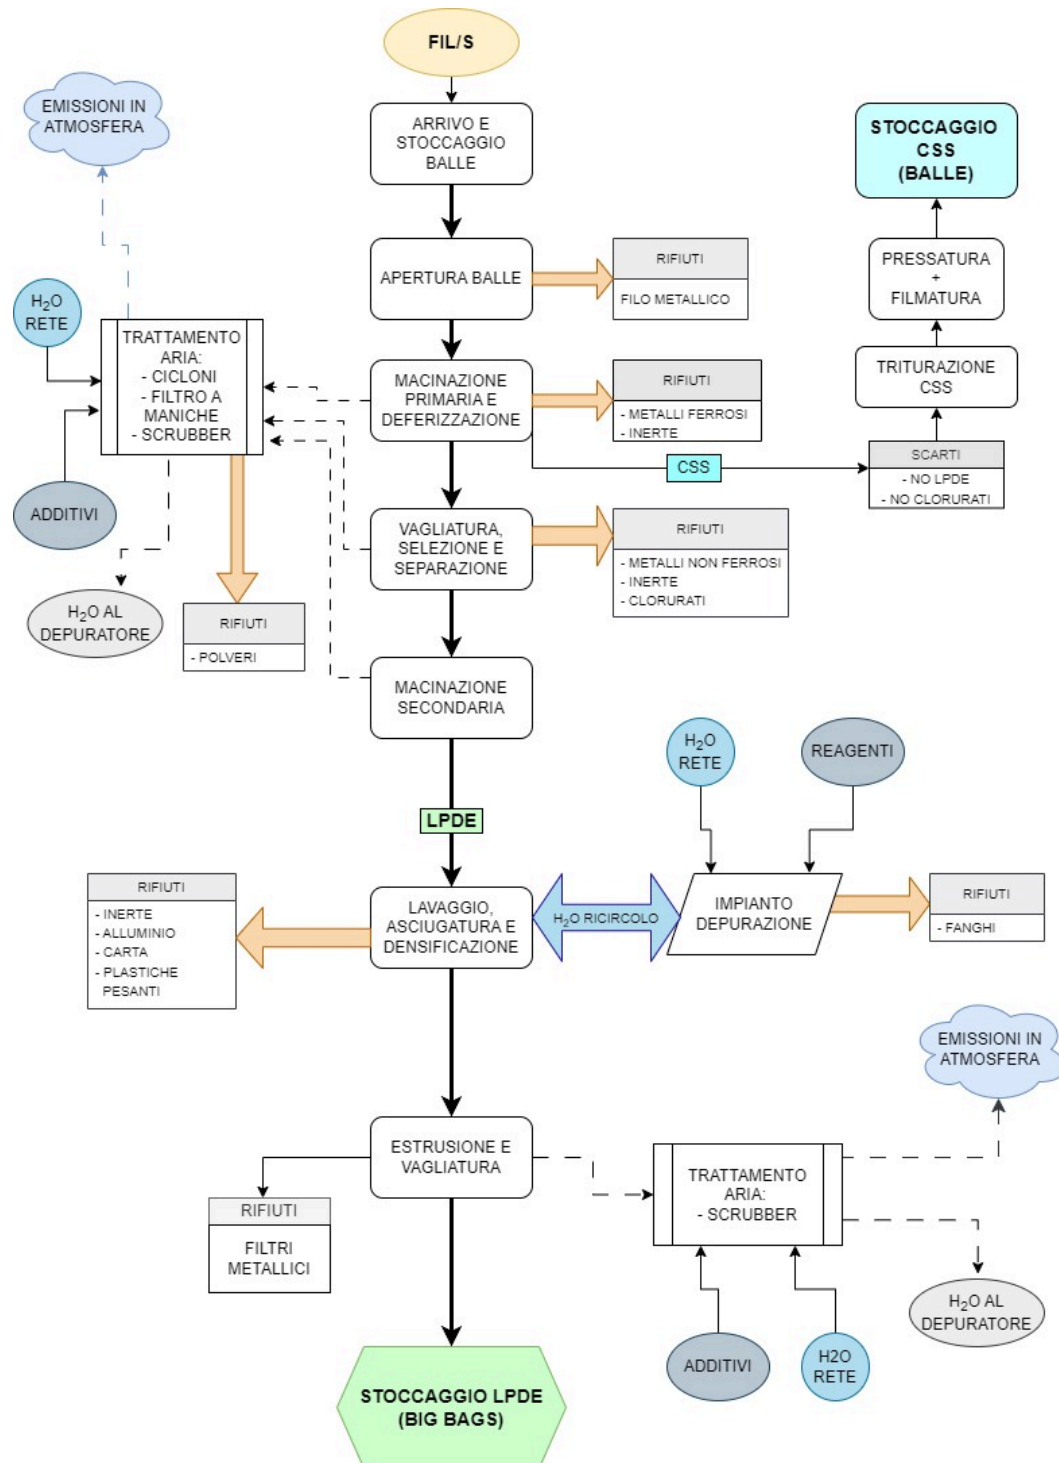 FIL/S
EMISSIONI IN
ATMOSFERA
ARRIVO E
STOCCAGGIO
BALLE
STOCCAGGIO
CSS
(BALLE)
APERTURA BALLE
RIFIUTI
FILO METALLICO
PRESSATURA
+
FILMATURA
H₂O
RETE
TRATTAMENTO
ARIA:
- CICLONI
- FILTRO A
MANICHE
- SCRUBBER
MACINAZIONE
PRIMARIA E
DEFERIZZAZIONE
RIFIUTI
- METALLI FERROSI
- INERTE
TRITURAZIONE
CSS
CSS
SCARTI
- NO LPDE
- NO CLORURATI
ADDITIVI
VAGLIATURA,
SELEZIONE E
SEPARAZIONE
RIFIUTI
- METALLI NON FERROSI
- INERTE
- CLORURATI
H₂O AL
DEPURATORE
RIFIUTI
- POLVERI
MACINAZIONE
SECONDARIA
H₂O
RETE
REAGENTI
LPDE
RIFIUTI
- INERTE
- ALLUMINIO
- CARTA
- PLASTICHE
PESANTI
LAVAGGIO,
ASCIUGATURA E
DENSIFICAZIONE
H₂O RICIRCOLO
IMPIANTO
DEPURAZIONE
RIFIUTI
- FANGHI
EMISSIONI IN
ATMOSFERA
ESTRUSIONE E
VAGLIATURA
TRATTAMENTO
ARIA:
- SCRUBBER
RIFIUTI
FILTRI
METALLICI
H₂O AL
DEPURATORE
ADDITIVI
H2O
RETE
STOCCAGGIO LPDE
(BIG BAGS)